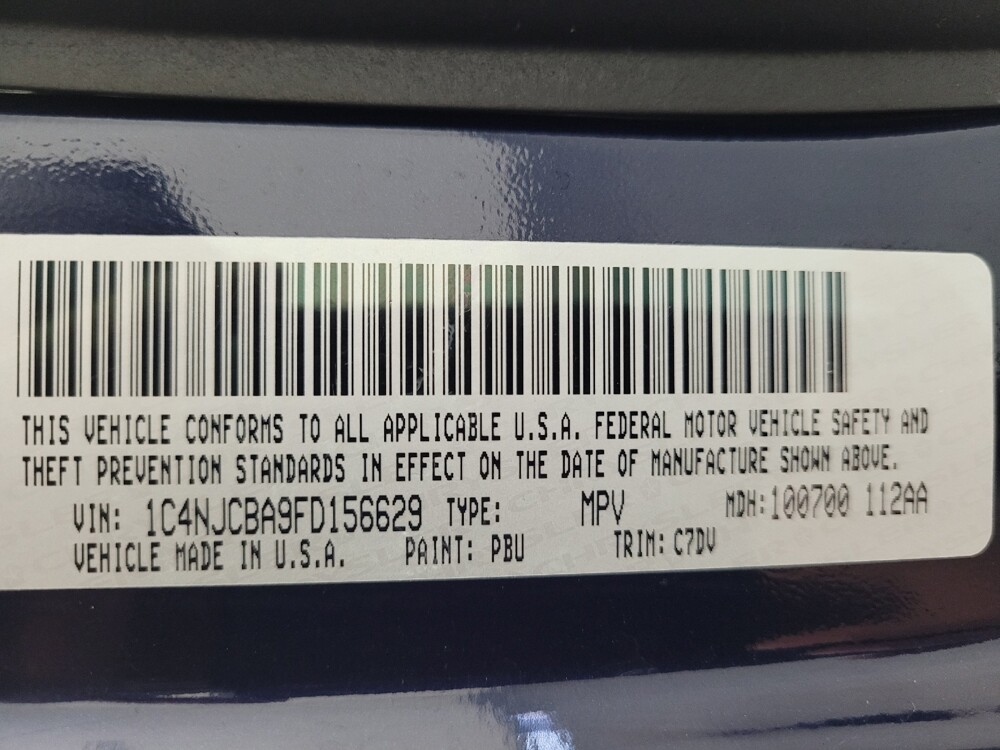 THIS VEHICLE CONFORMS TO ALL APPLICABLE U.S.A. FEDERAL MOTOR VEHICLE SAFETY AND
THEFT PREVENTION STANDARDS IN EFFECT ON THE DATE OF MANUFACTURE SHOWN ABOVE.
VIN: 1C4NJCBA9FD156629 TYPE: MPV MDH:100700 112AA
VEHICLE MADE IN U.S.A. PAINT: PBU TRIM: C7DV